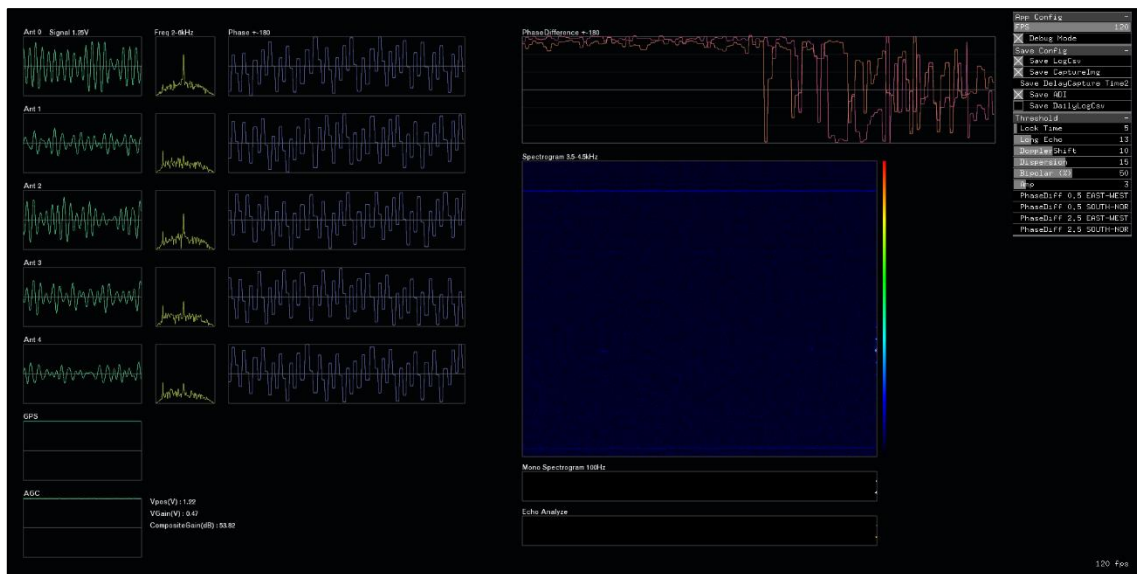 Ant 0 Signal 1.25V Freq 2-6kHz Phase +-180
Ant 1
Ant 2
Ant 3
Ant 4
GPS
AGC
Vpos(V) : 1.22
VGain(V) : 0.47
CompositeGain(dB) : 53.82
PhaseDifference +-180
Spectrogram 3.5-4.5kHz
Mono Spectrogram 100Hz
Echo Analyze
App Config -
FPS 120
Debug Mode
Save Config -
Save LogCsv
Save CaptureImg
Save DelayCapture Time2
Save ADI
Save DailyLogCsv
Threshold -
Lock Time 5
Long Echo 13
Doppler Shift 10
Dispersion 15
Bipolar (%) 50
Amp 3
PhaseDiff 0.5 EAST-WEST
PhaseDiff 0.5 SOUTH-NOR
PhaseDiff 2.5 EAST-WEST
PhaseDiff 2.5 SOUTH-NOR
120 fps